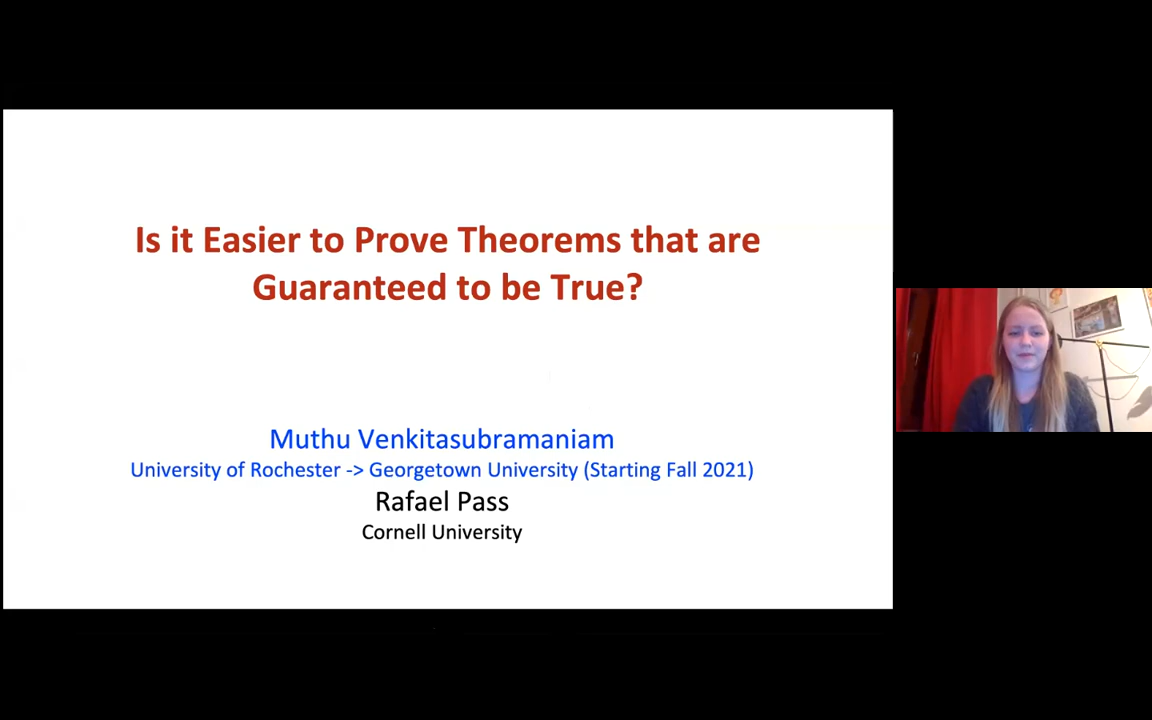 Is it Easier to Prove Theorems that are
Guaranteed to be True?
Muthu Venkitasubramaniam
University of Rochester -> Georgetown University (Starting Fall 2021)
Rafael Pass
Cornell University